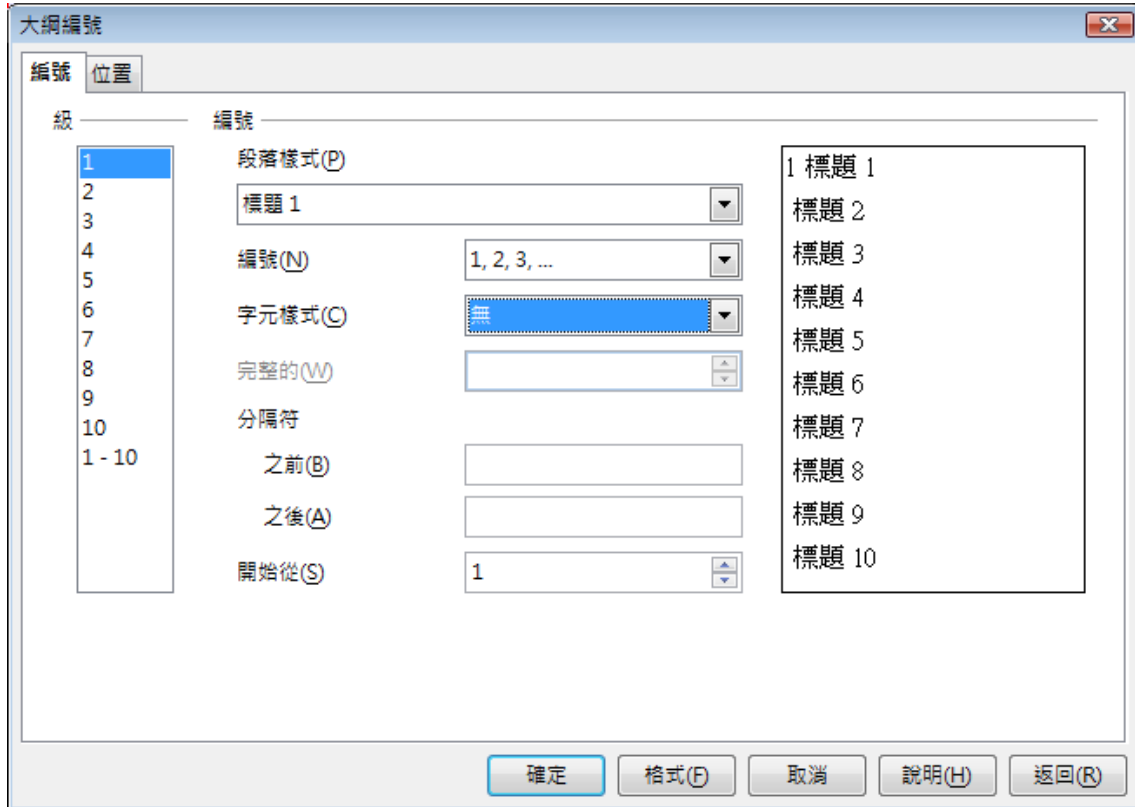 大綱編號
編號 位置
級 編號
1
2
3
4
5
6
7
8
9
10
1 - 10
段落樣式(P)
標題 1
編號(N) 1, 2, 3, ...
字元樣式(C) 無
完整的(W)
分隔符
之前(B)
之後(A)
開始從(S) 1
1 標題 1
標題 2
標題 3
標題 4
標題 5
標題 6
標題 7
標題 8
標題 9
標題 10
確定 格式(F) 取消 說明(H) 返回(R)